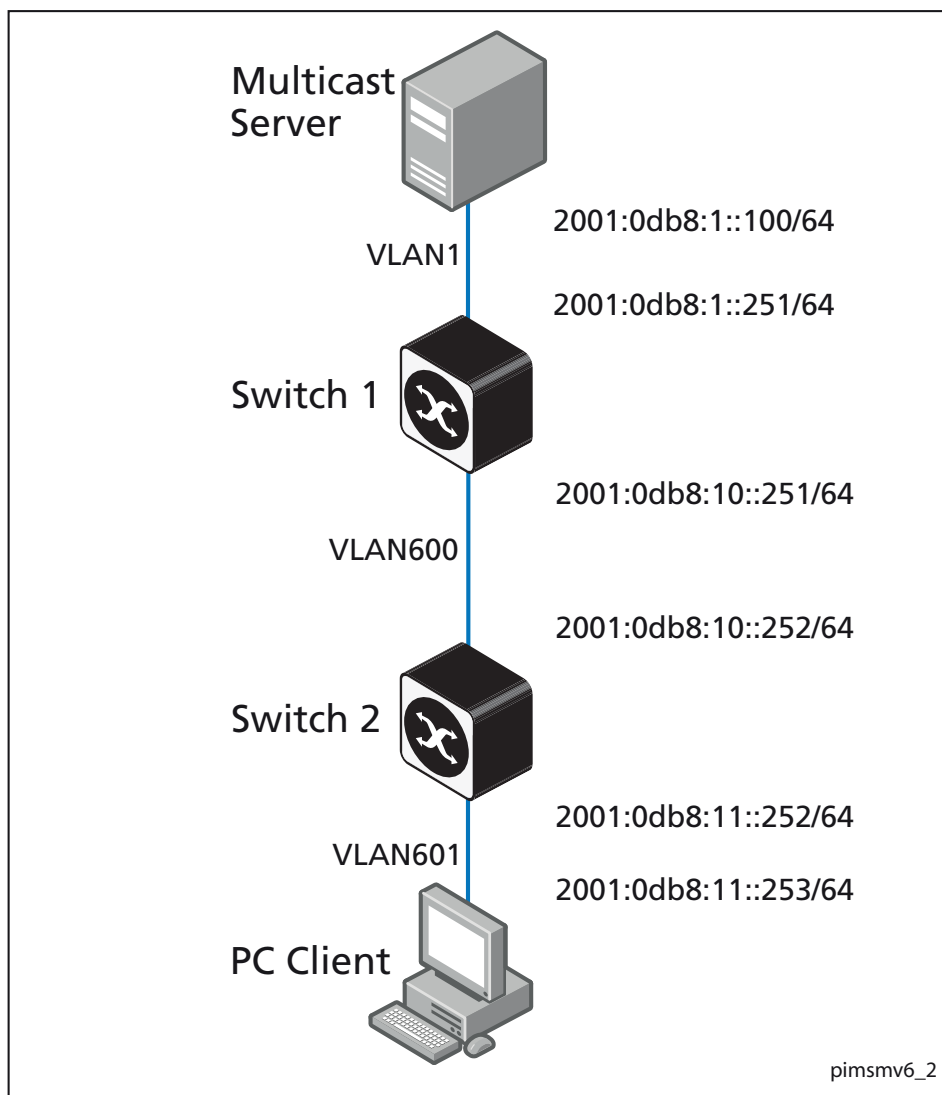 Multicast
Server
2001:0db8:1::100/64
VLAN1
2001:0db8:1::251/64
Switch 1
2001:0db8:10::251/64
VLAN600
2001:0db8:10::252/64
Switch 2
2001:0db8:11::252/64
VLAN601
2001:0db8:11::253/64
PC Client
pimsmv6_2